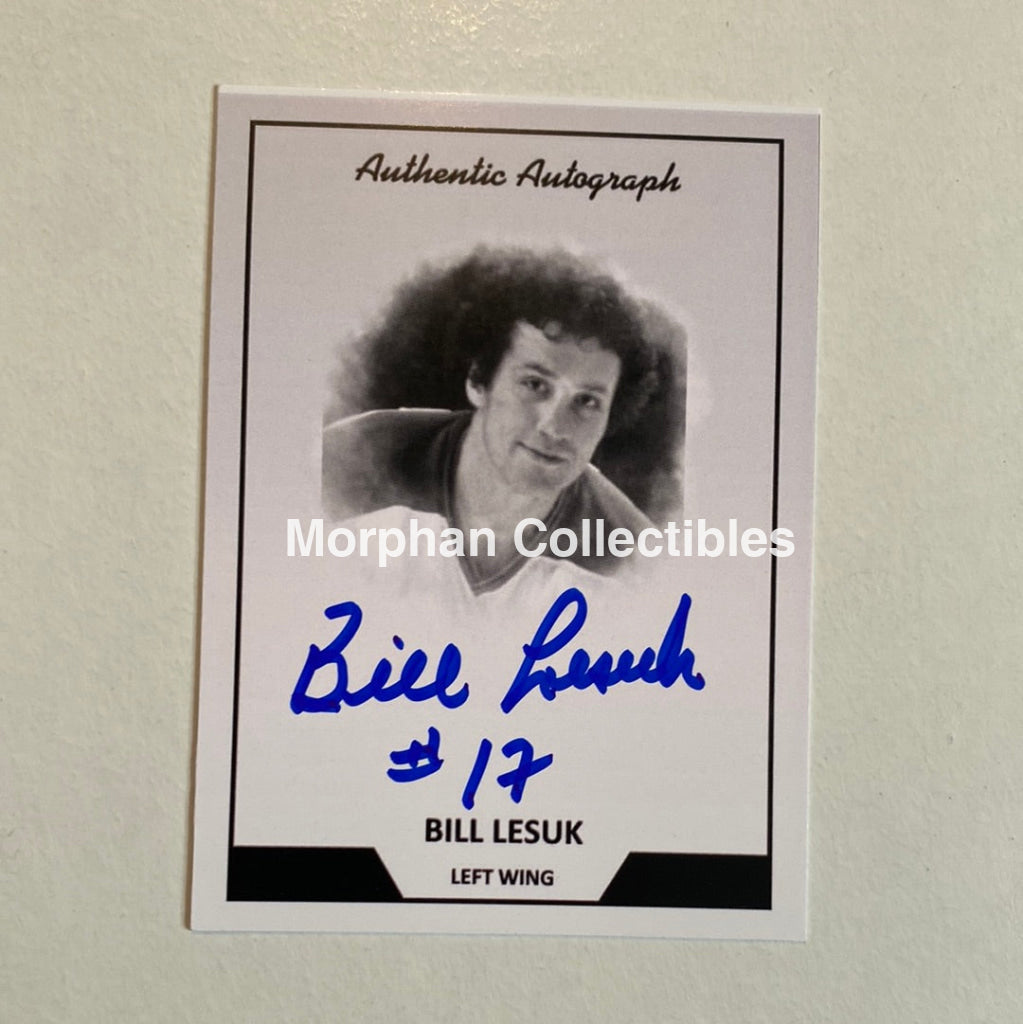 Authentic Autograph
Morphan Collectibles
Bill Lesuk
#17
BILL LESUK
LEFT WING